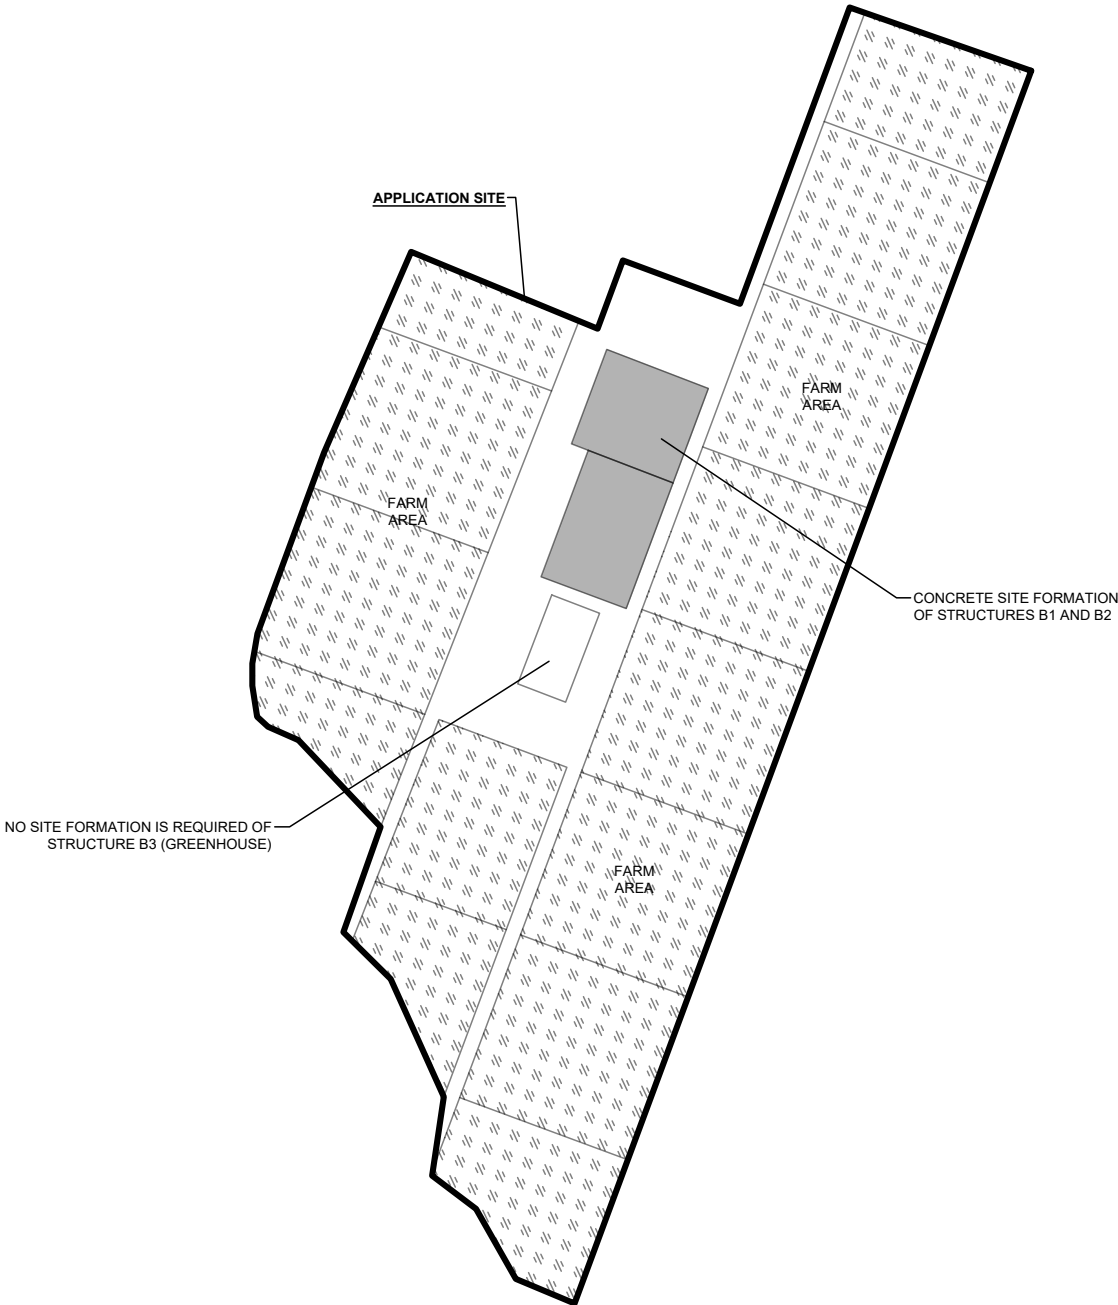 APPLICATION SITE
FARM
AREA
FARM
AREA
CONCRETE SITE FORMATION
OF STRUCTURES B1 AND B2
NO SITE FORMATION IS REQUIRED OF
STRUCTURE B3 (GREENHOUSE)
FARM
AREA